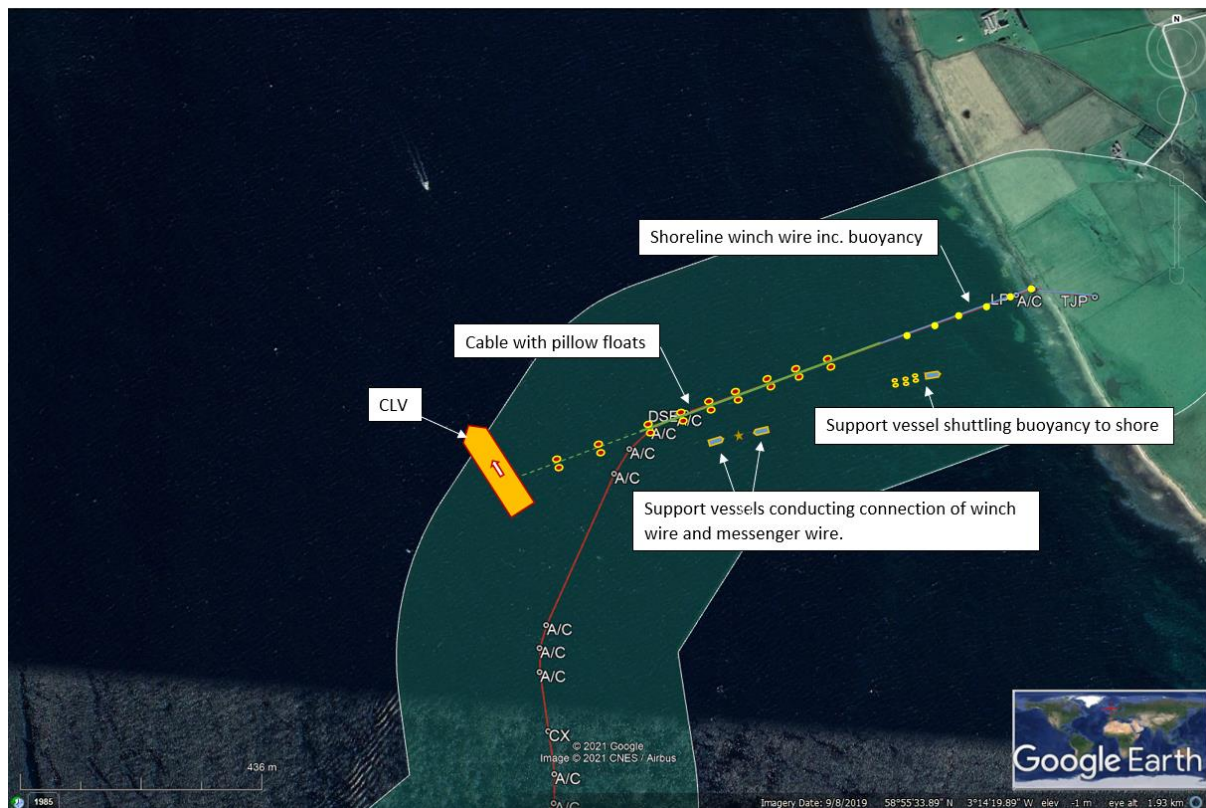 N
Shoreline winch wire inc. buoyancy
LP
A/C
TJP
Cable with pillow floats
CLV
DSE
A/C
A/C
Support vessel shuttling buoyancy to shore
A/C
A/C
Support vessels conducting connection of winch
wire and messenger wire.
A/C
A/C
A/C
CX
© 2021 Google
Image © 2021 CNES / Airbus
436 m
A/C
A/C
Google Earth
1985
Imagery Date: 9/8/2019 58°55'33.89" N 3°14'19.89" W elev -1 m eye alt 1.93 km